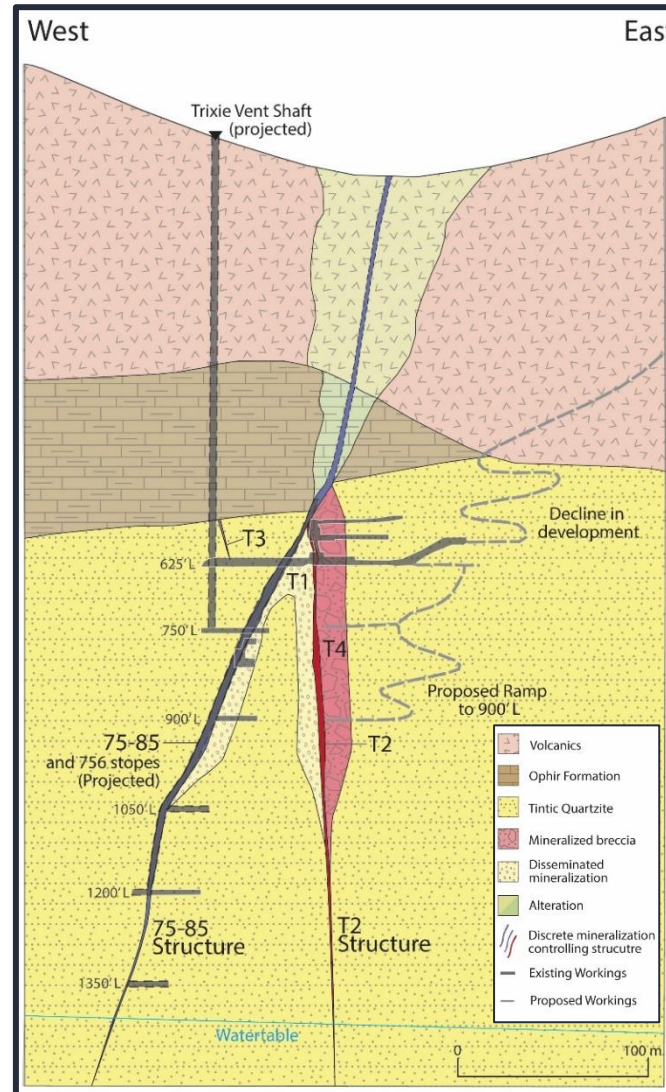 West
East
Trixie Vent Shaft
(projected)
T3
Decline in
development
625' L
T1
750' L
T4
900' L
Proposed Ramp
to 900' L
75-85
and 756 stopes
(Projected)
T2
1050' L
1200' L
75-85
Structure
T2
Structure
1350' L
Watertable
Volcanics
Ophir Formation
Tintic Quartzite
Mineralized breccia
Disseminated
mineralization
Alteration
Discrete mineralization
controlling strucutre
Existing Workings
Proposed Workings
0 100 m